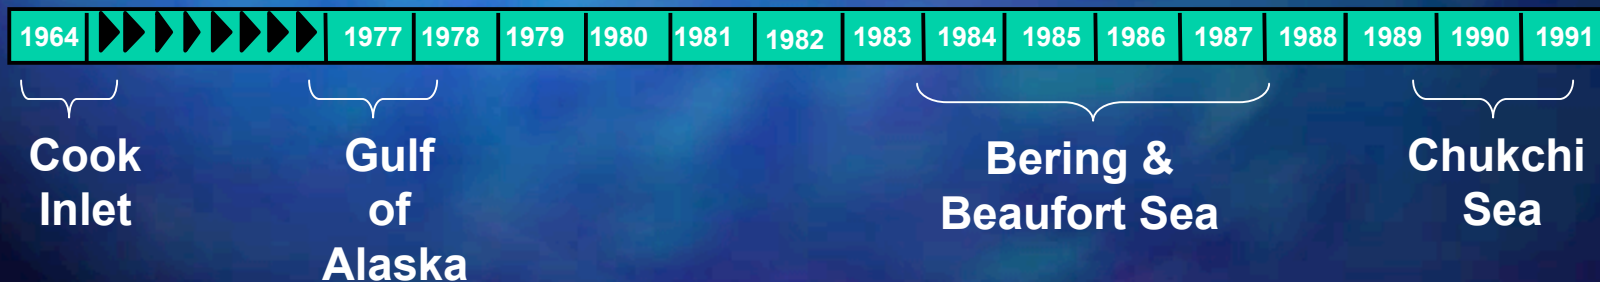 1964 1977 1978 1979 1980 1981 1982 1983 1984 1985 1986 1987 1988 1989 1990 1991
Cook
Inlet
Gulf
of
Alaska
Bering &
Beaufort Sea
Chukchi
Sea